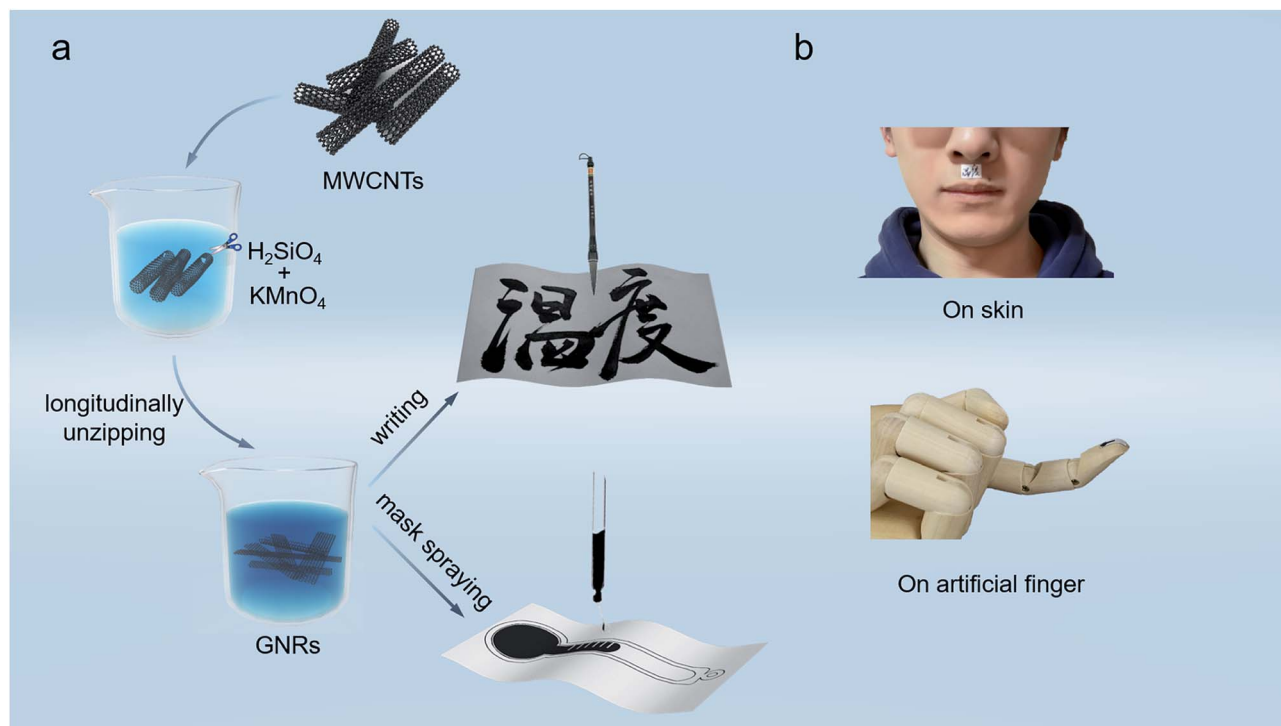 a
MWCNTs
H₂SiO₄
+
KMnO₄
longitudinally
unzipping
GNRs
writing
温度
mask spraying
b
On skin
On artificial finger